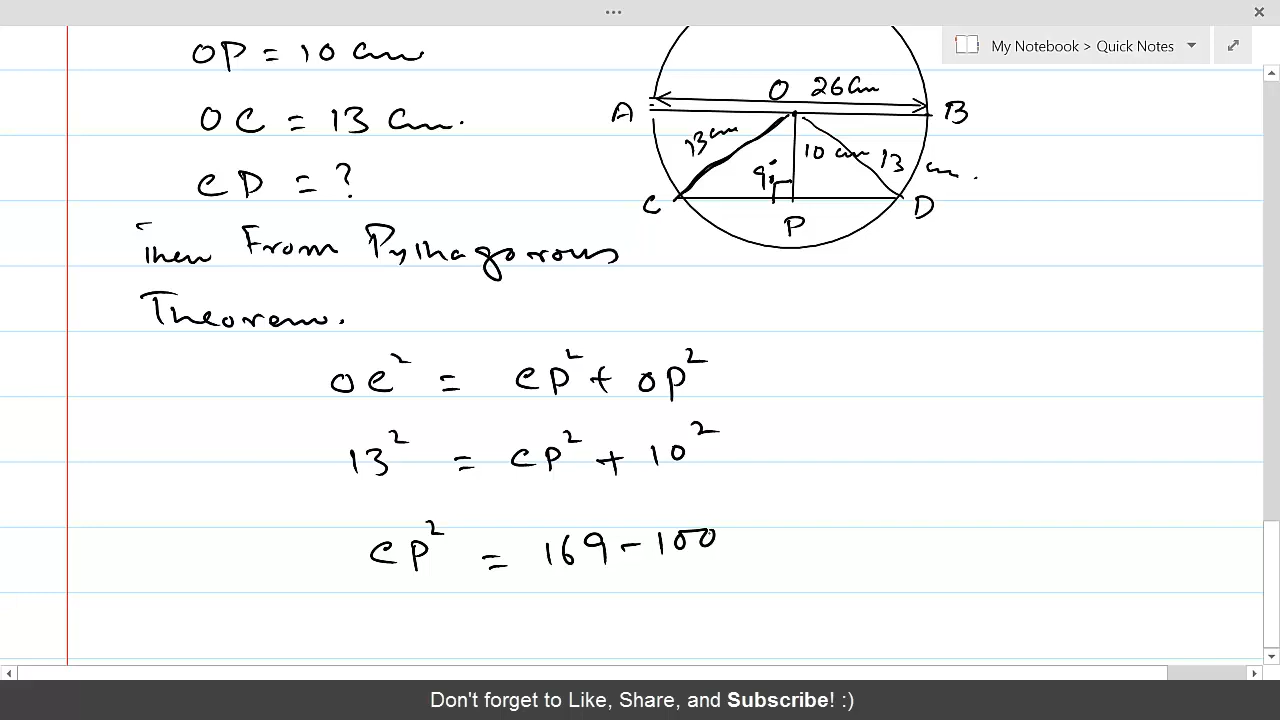 ...
My Notebook > Quick Notes
OP = 10 cm
OC = 13 cm.
CD = ?
Then From Pythagorous
Theorem.
OC² = CP² + OP²
13² = CP² + 10²
CP² = 169 - 100
O 26 cm
A B
13 cm
10 cm 13 cm.
90°
C D
P
Don't forget to Like, Share, and Subscribe! :)